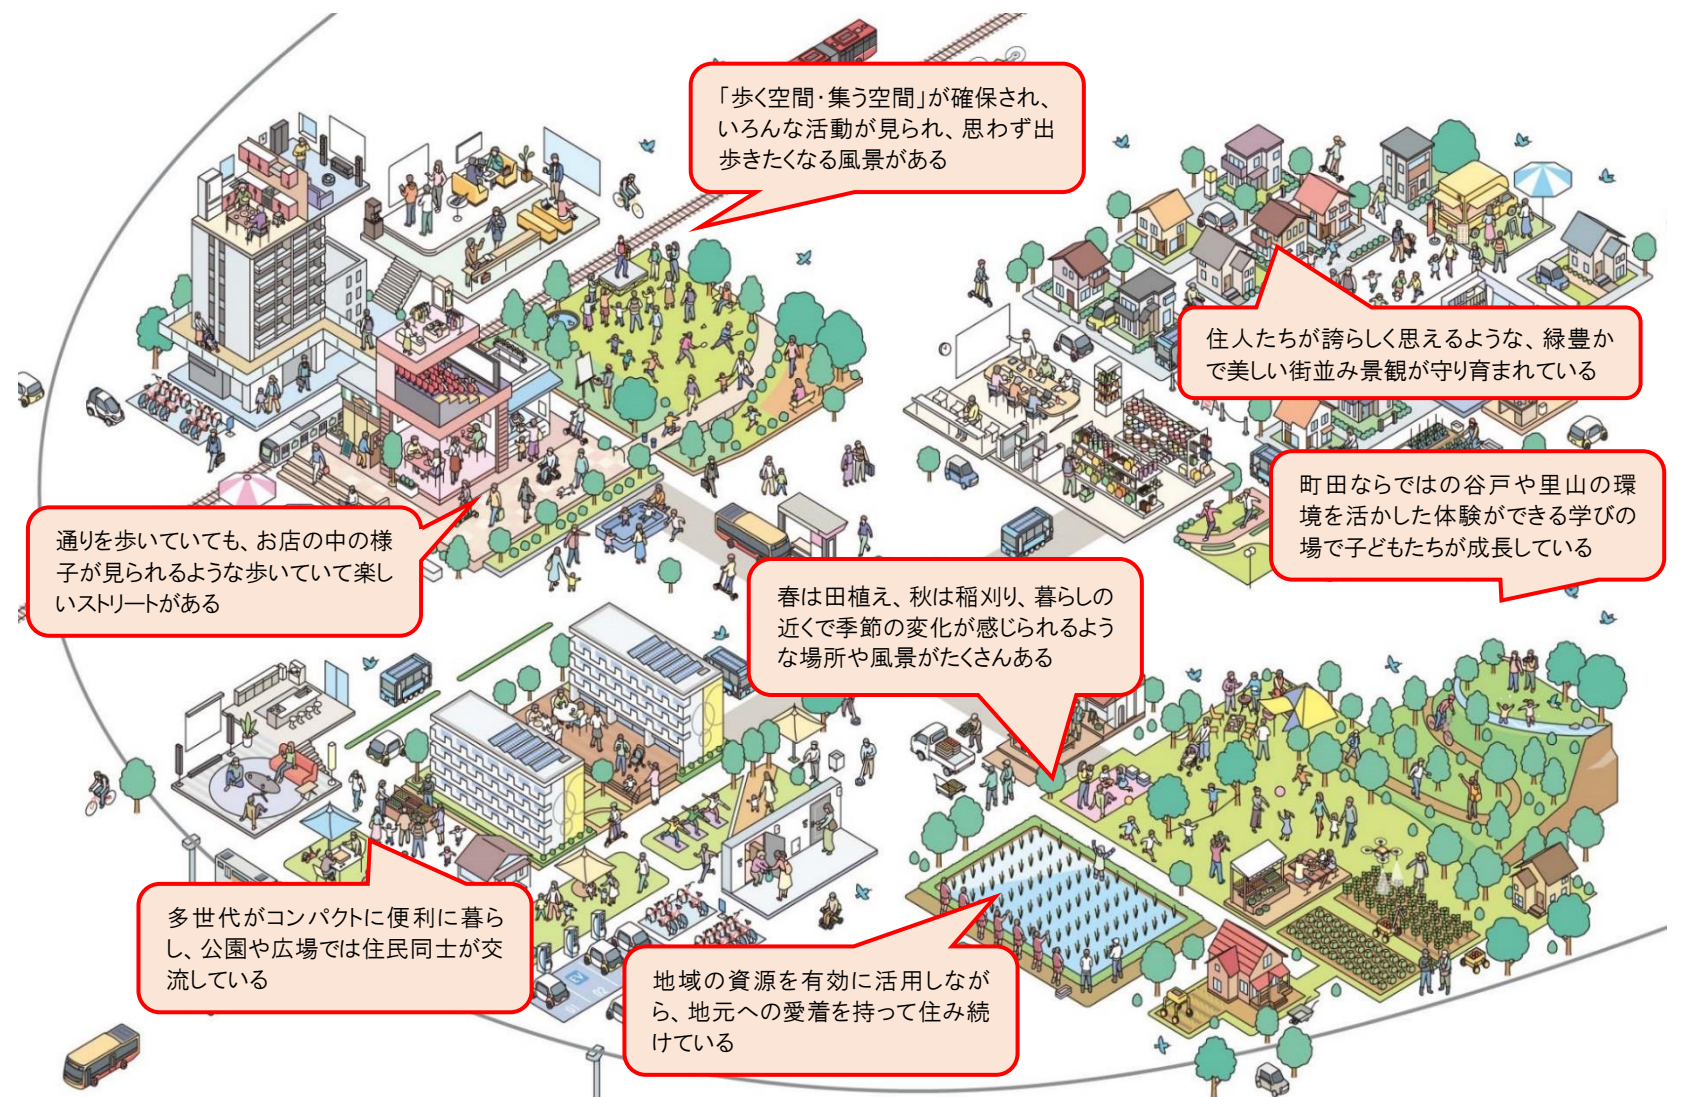 「歩く空間・集う空間」が確保され、
いろんな活動が見られ、思わず出
歩きたくなる風景がある
住人たちが誇らしく思えるような、緑豊か
で美しい街並み景観が守り育まれている
町田ならではの谷戸や里山の環
境を活かした体験ができる学びの
場で子どもたちが成長している
通りを歩いていても、お店の中の様
子が見られるような歩いていて楽し
いストリートがある
春は田植え、秋は稲刈り、暮らしの
近くで季節の変化が感じられるよう
な場所や風景がたくさんある
多世代がコンパクトに便利に暮ら
し、公園や広場では住民同士が交
流している
地域の資源を有効に活用しなが
ら、地元への愛着を持って住み続
けている